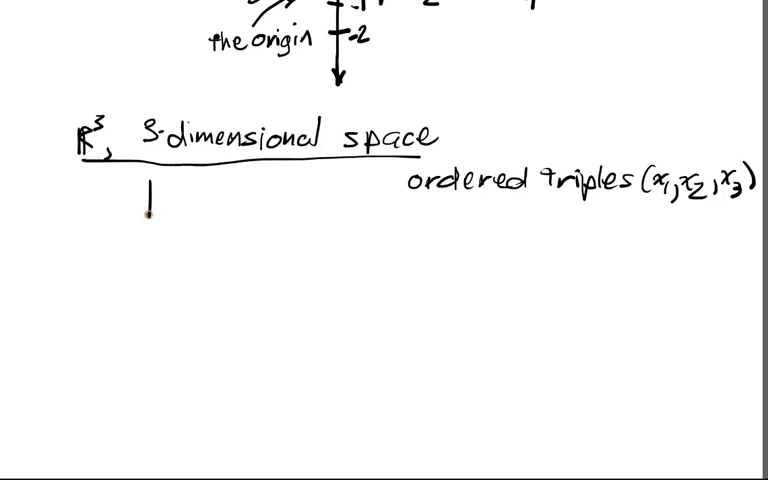 the origin -2
ℝ³, 3-dimensional space
ordered triples (x₁, x₂, x₃)